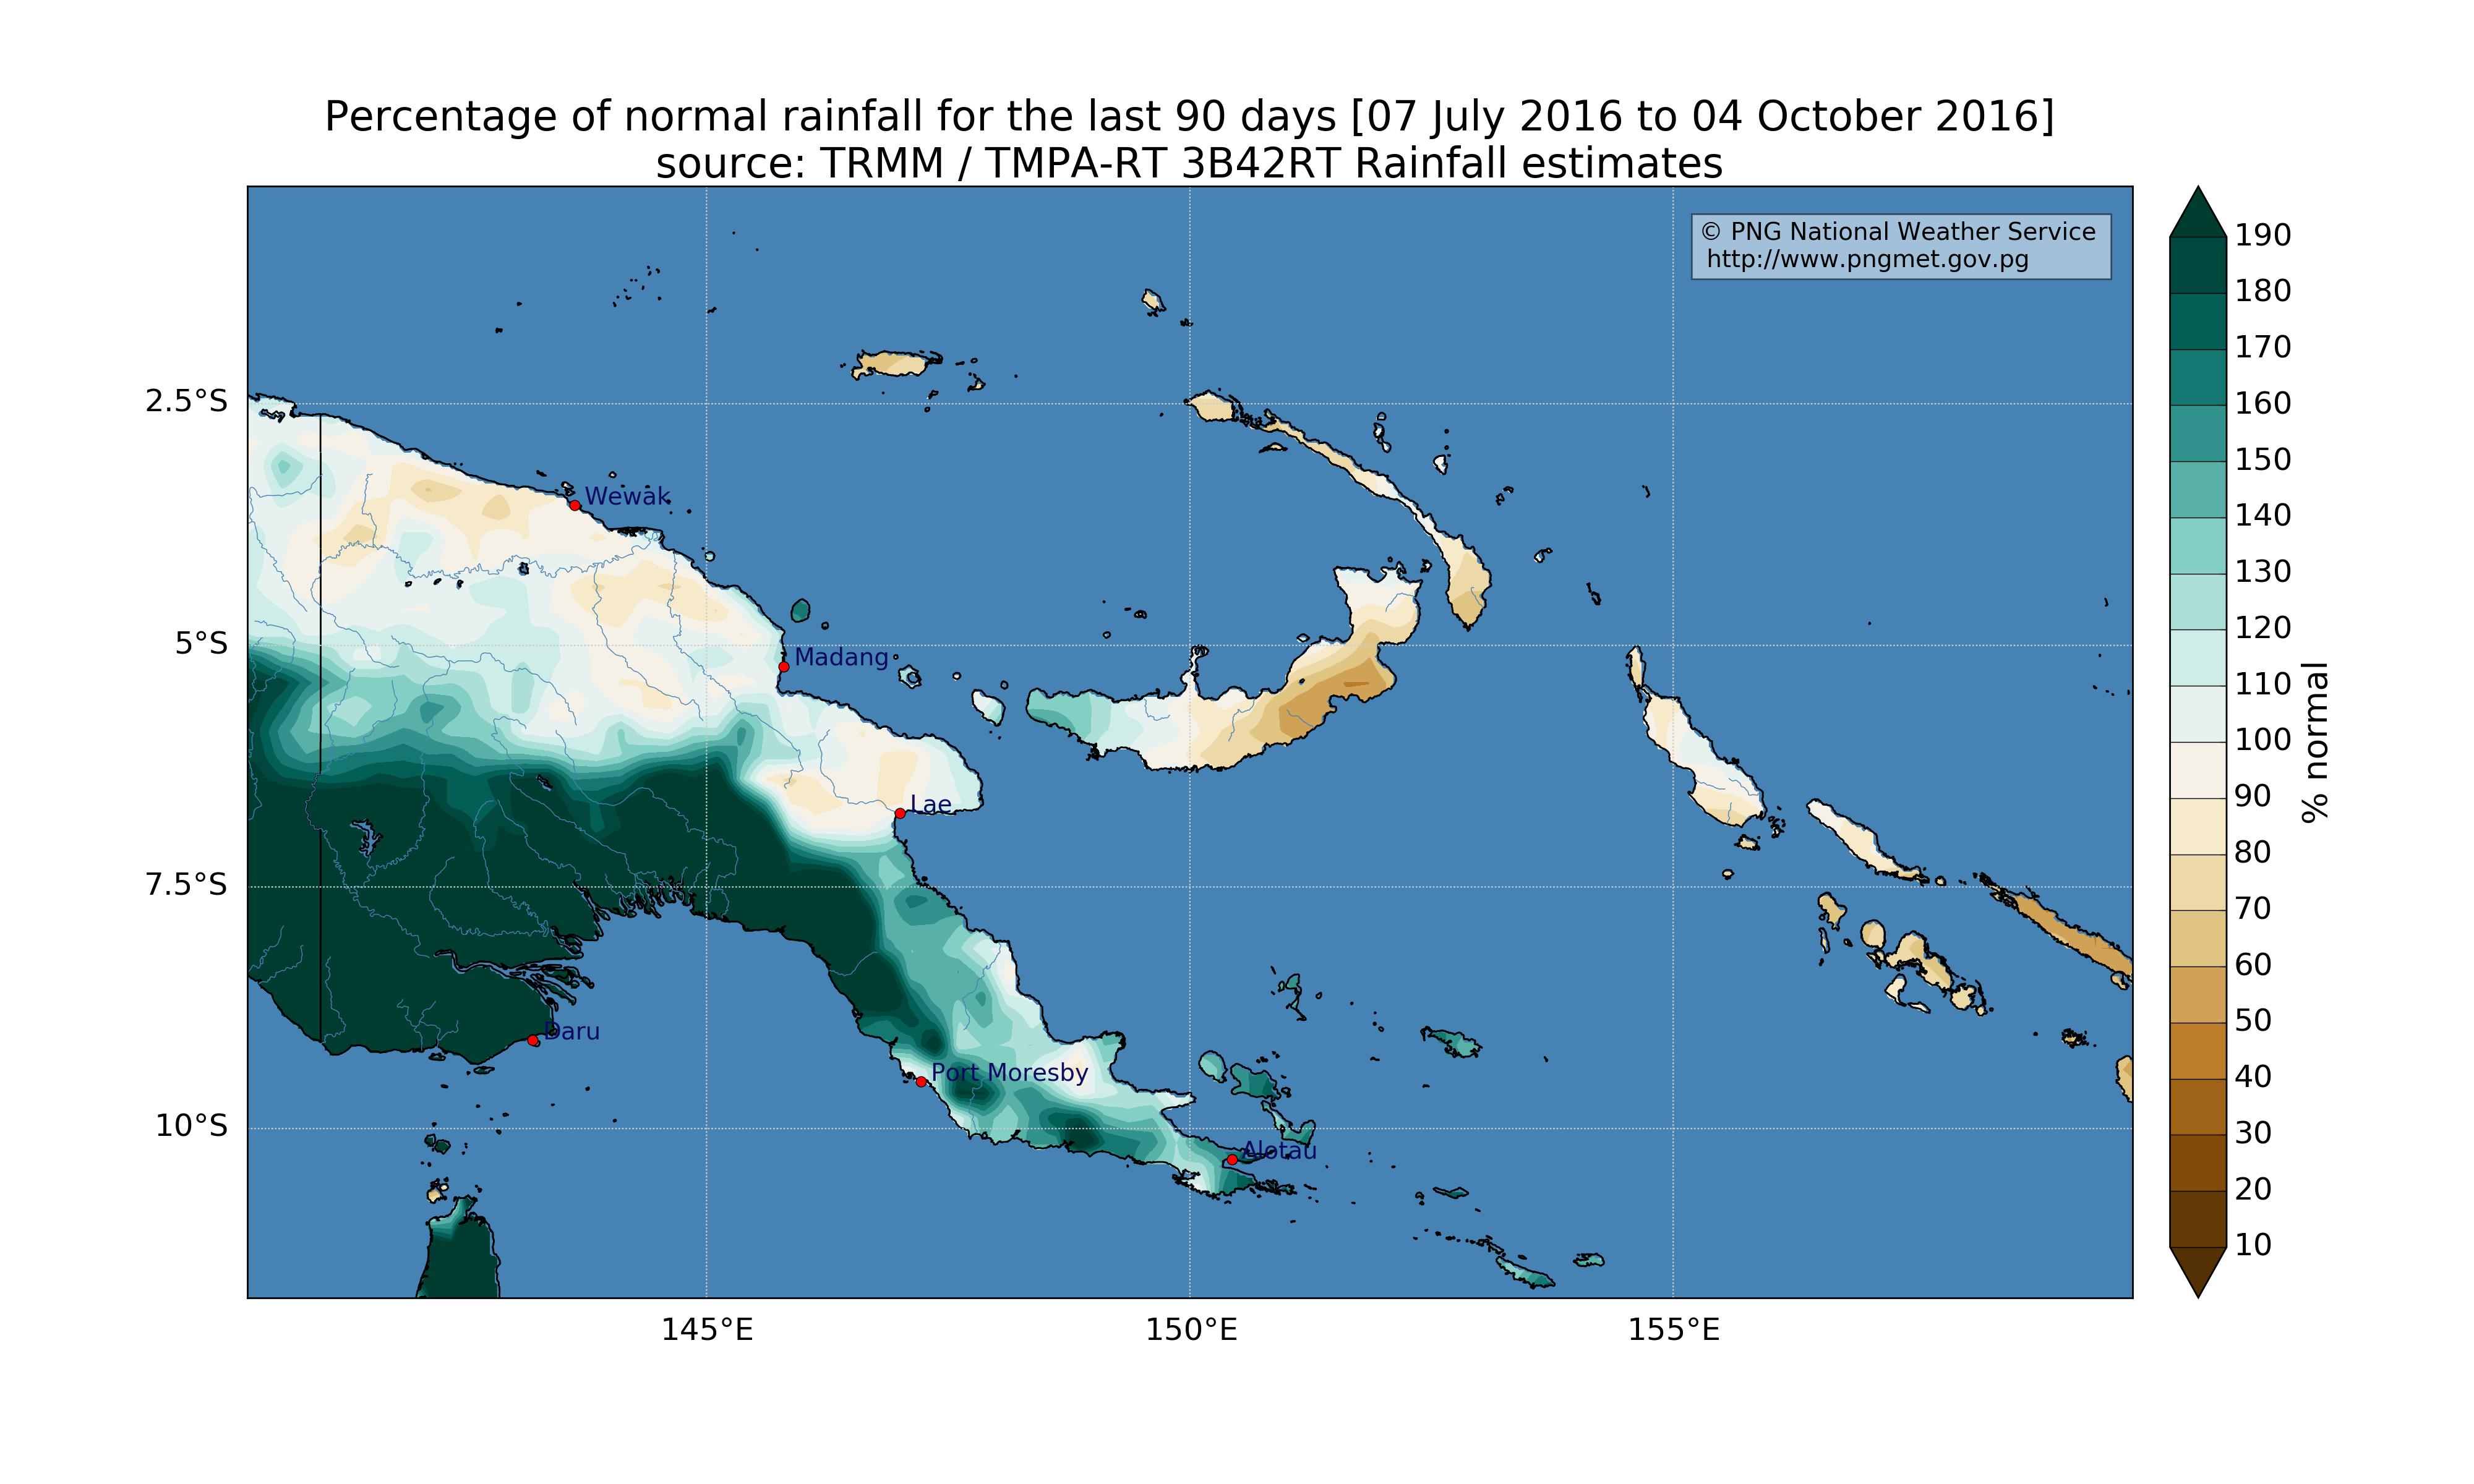 Percentage of normal rainfall for the last 90 days [07 July 2016 to 04 October 2016]
source: TRMM / TMPA-RT 3B42RT Rainfall estimates
© PNG National Weather Service
http://www.pngmet.gov.pg
2.5°S
5°S
7.5°S
10°S
Wewak
Madang
Lae
Daru
Port Moresby
Alotau
145°E
150°E
155°E
190
180
170
160
150
140
130
120
110
100
90
80
70
60
50
40
30
20
10
% normal